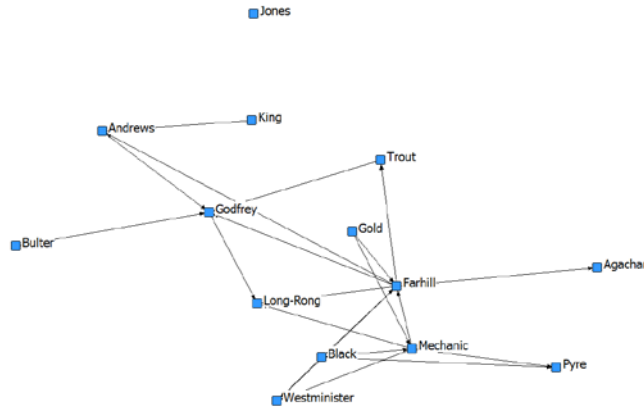 Jones
King
Andrews
Trout
Godfrey
Gold
Bulter
Agachar
Farhill
Long-Rong
Mechanic
Black
Pyre
Westminister